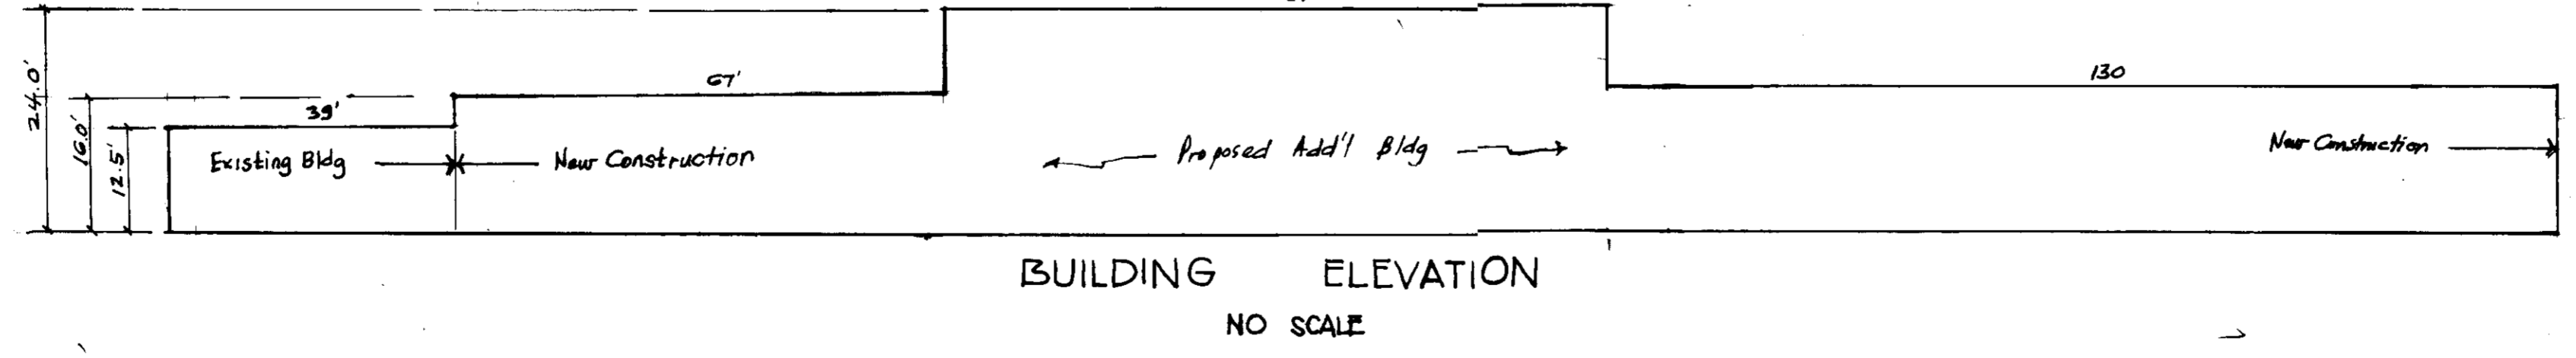 24.0'
16.0'
12.5'
39'
67'
130
Existing Bldg
New Construction
Proposed Add'l Bldg
New Construction
BUILDING ELEVATION
NO SCALE